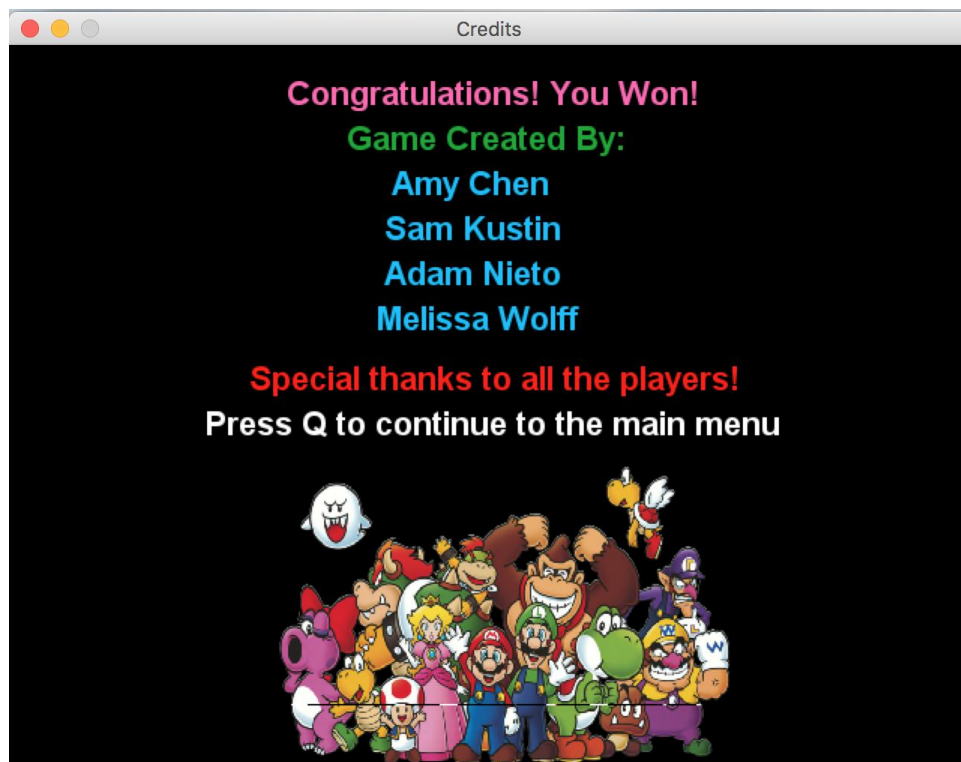 Credits
Congratulations! You Won!
Game Created By:
Amy Chen
Sam Kustin
Adam Nieto
Melissa Wolff
Special thanks to all the players!
Press Q to continue to the main menu